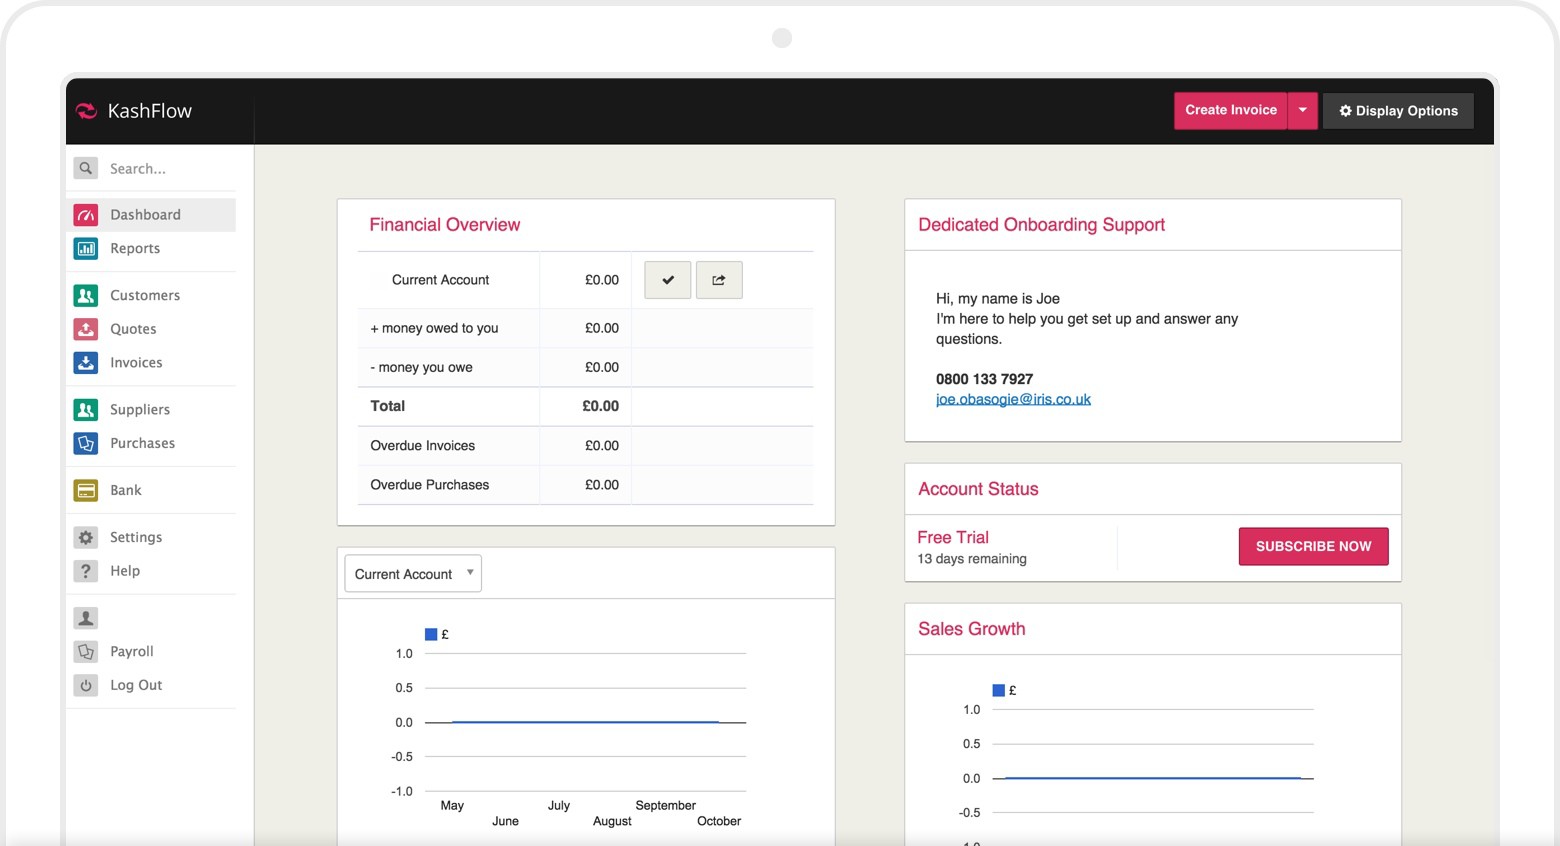 KashFlow
Create Invoice
Display Options
Search...
Dashboard
Reports
Customers
Quotes
Invoices
Suppliers
Purchases
Bank
Settings
Help
Payroll
Log Out
Financial Overview
Current Account £0.00
+ money owed to you £0.00
- money you owe £0.00
Total £0.00
Overdue Invoices £0.00
Overdue Purchases £0.00
Current Account
£
1.0
0.5
0.0
-0.5
-1.0
May
June
July
August
September
October
Dedicated Onboarding Support
Hi, my name is Joe
I'm here to help you get set up and answer any
questions.
0800 133 7927
joe.obasogie@iris.co.uk
Account Status
Free Trial
13 days remaining
SUBSCRIBE NOW
Sales Growth
£
1.0
0.5
0.0
-0.5